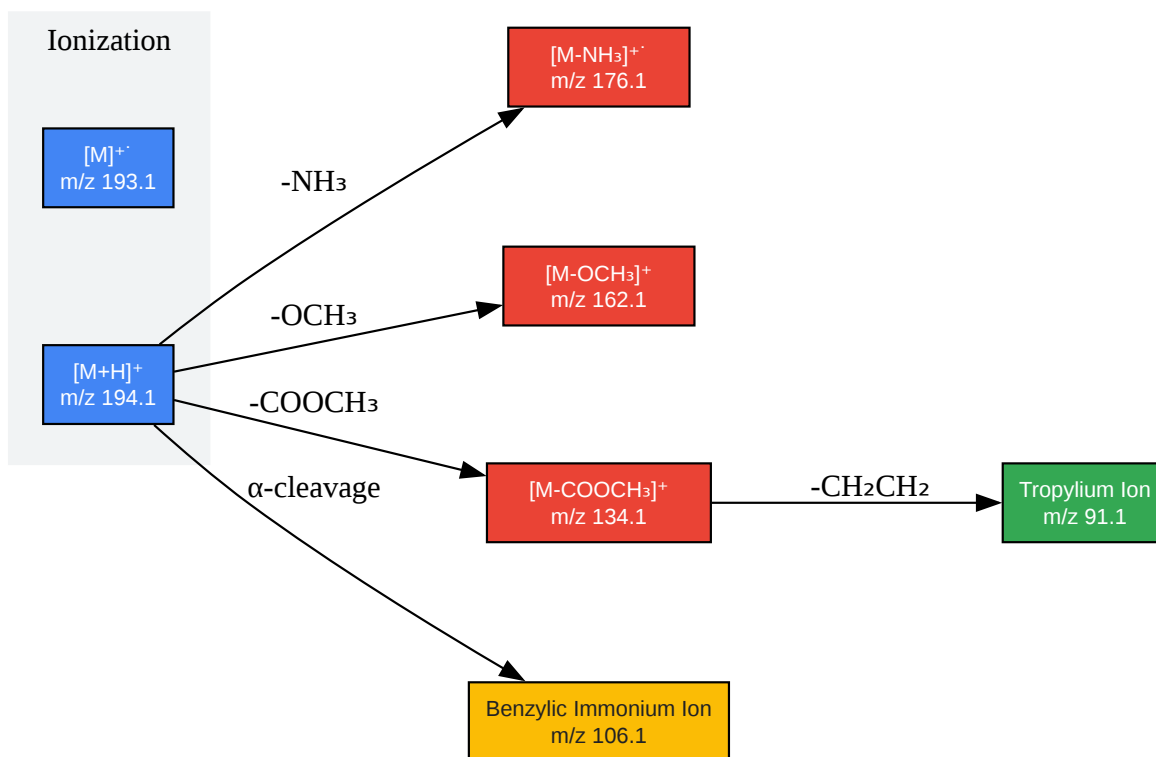 Ionization
[M]⁺˙
m/z 193.1
[M+H]⁺
m/z 194.1
-NH₃
-OCH₃
-COOCH₃
α-cleavage
[M-NH₃]⁺˙
m/z 176.1
[M-OCH₃]⁺
m/z 162.1
[M-COOCH₃]⁺
m/z 134.1
-CH₂CH₂
Tropylium Ion
m/z 91.1
Benzylic Immonium Ion
m/z 106.1